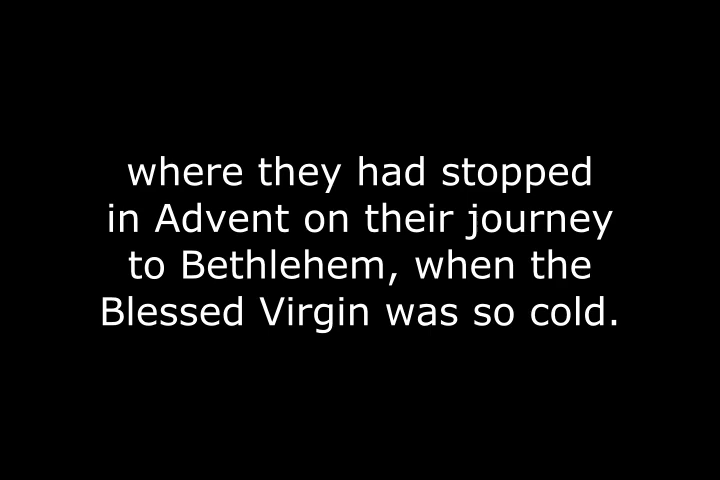 where they had stopped
in Advent on their journey
to Bethlehem, when the
Blessed Virgin was so cold.